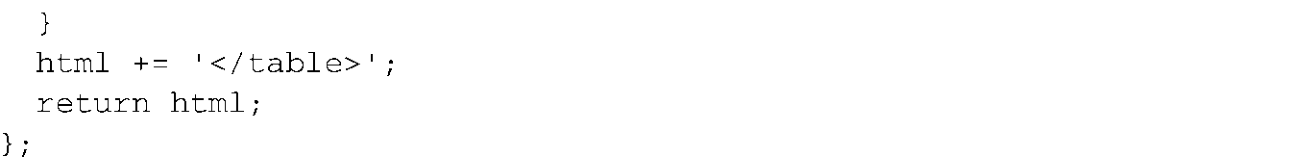 }
html += '</table>';
return html;
};